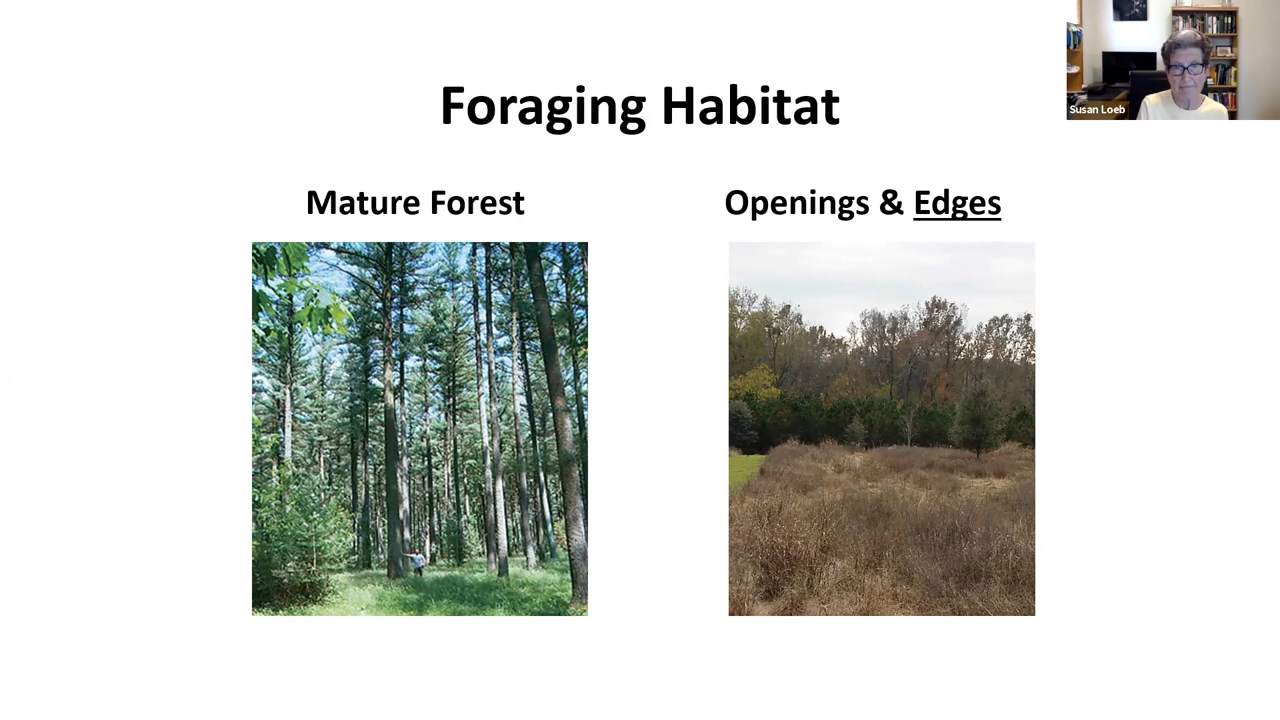 Foraging Habitat
Mature Forest
Openings & Edges
Susan Loeb